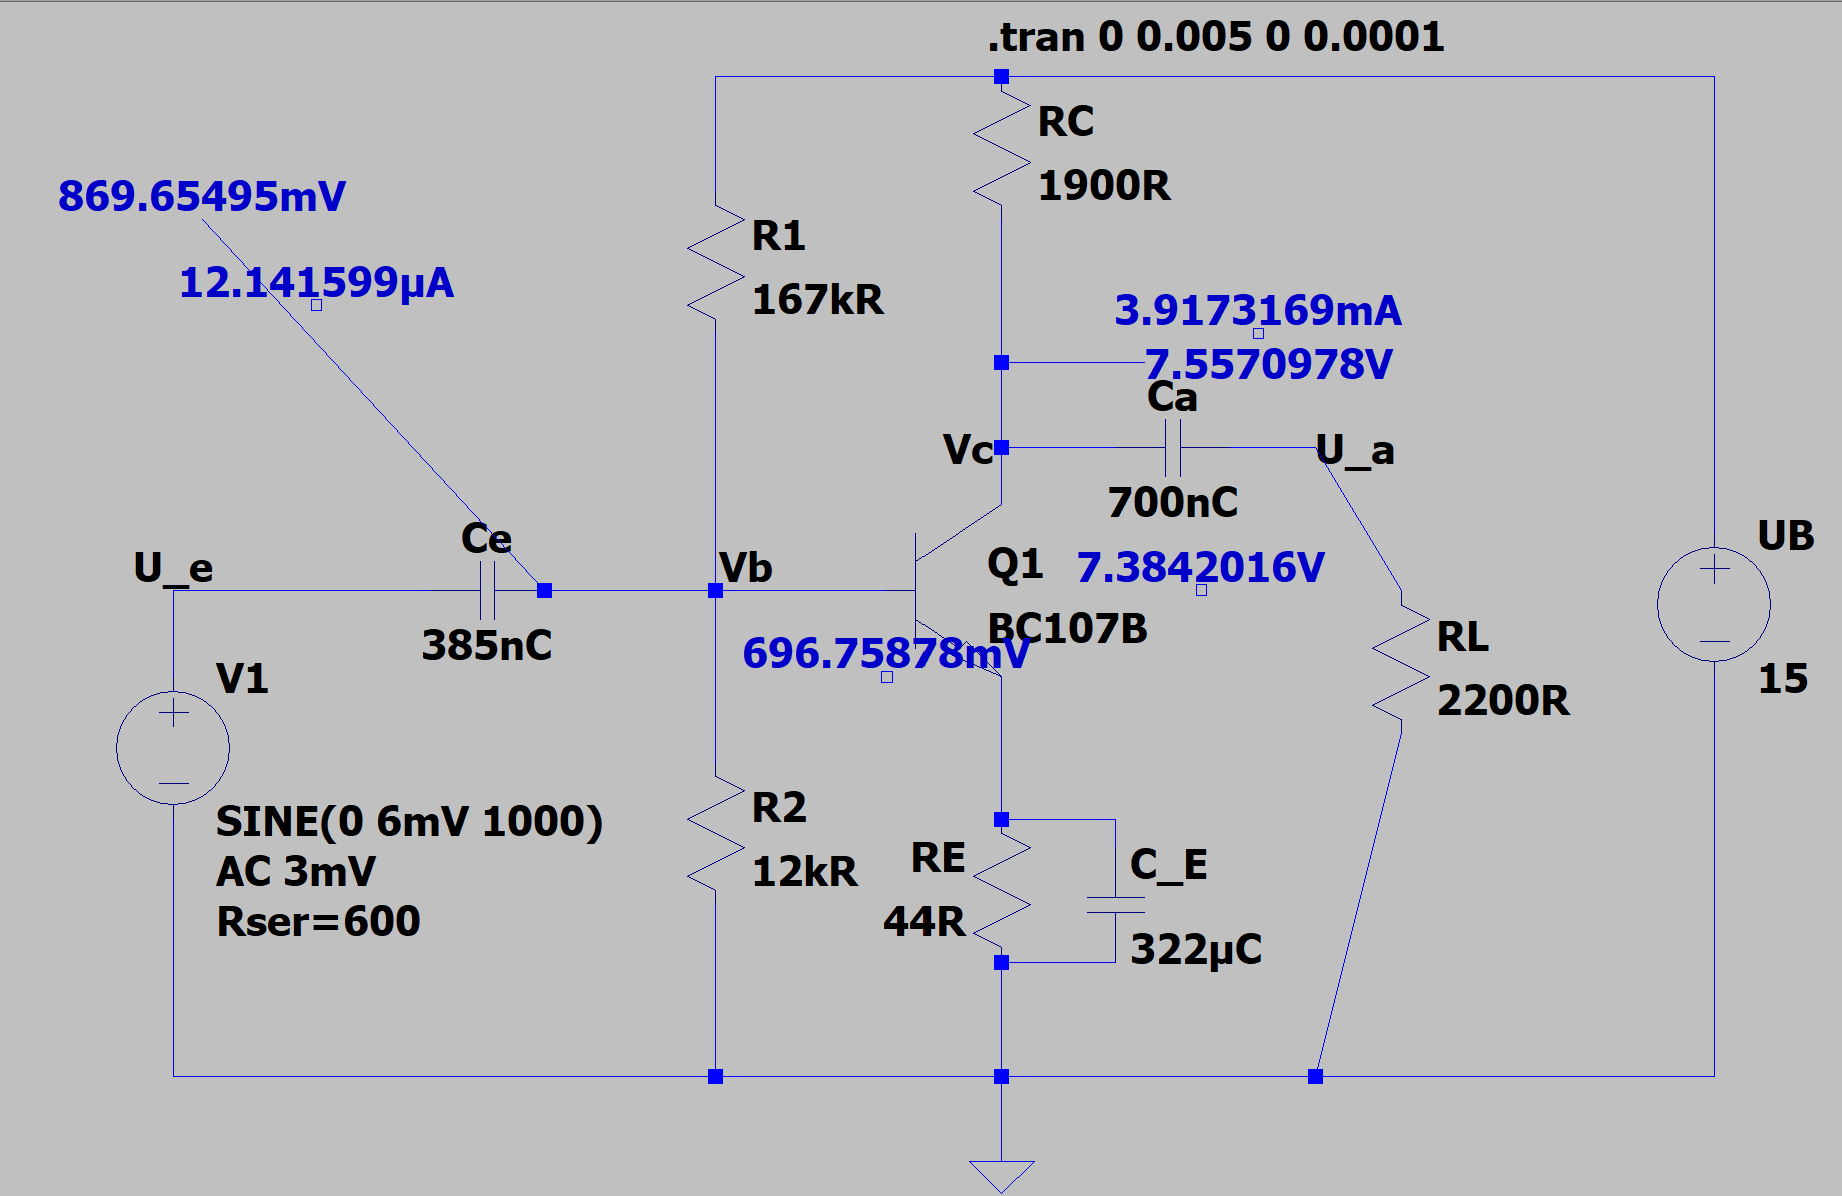 .tran 0 0.005 0 0.0001
RC
1900R
869.65495mV
R1
12.141599µA
167kR
3.9173169mA
7.5570978V
Ca
Vc
U_a
700nC
Ce
UB
U_e
Vb
Q1
7.3842016V
BC107B
385nC
696.75878mV
RL
V1
15
2200R
SINE(0 6mV 1000)
R2
AC 3mV
12kR
RE
C_E
Rser=600
44R
322µC